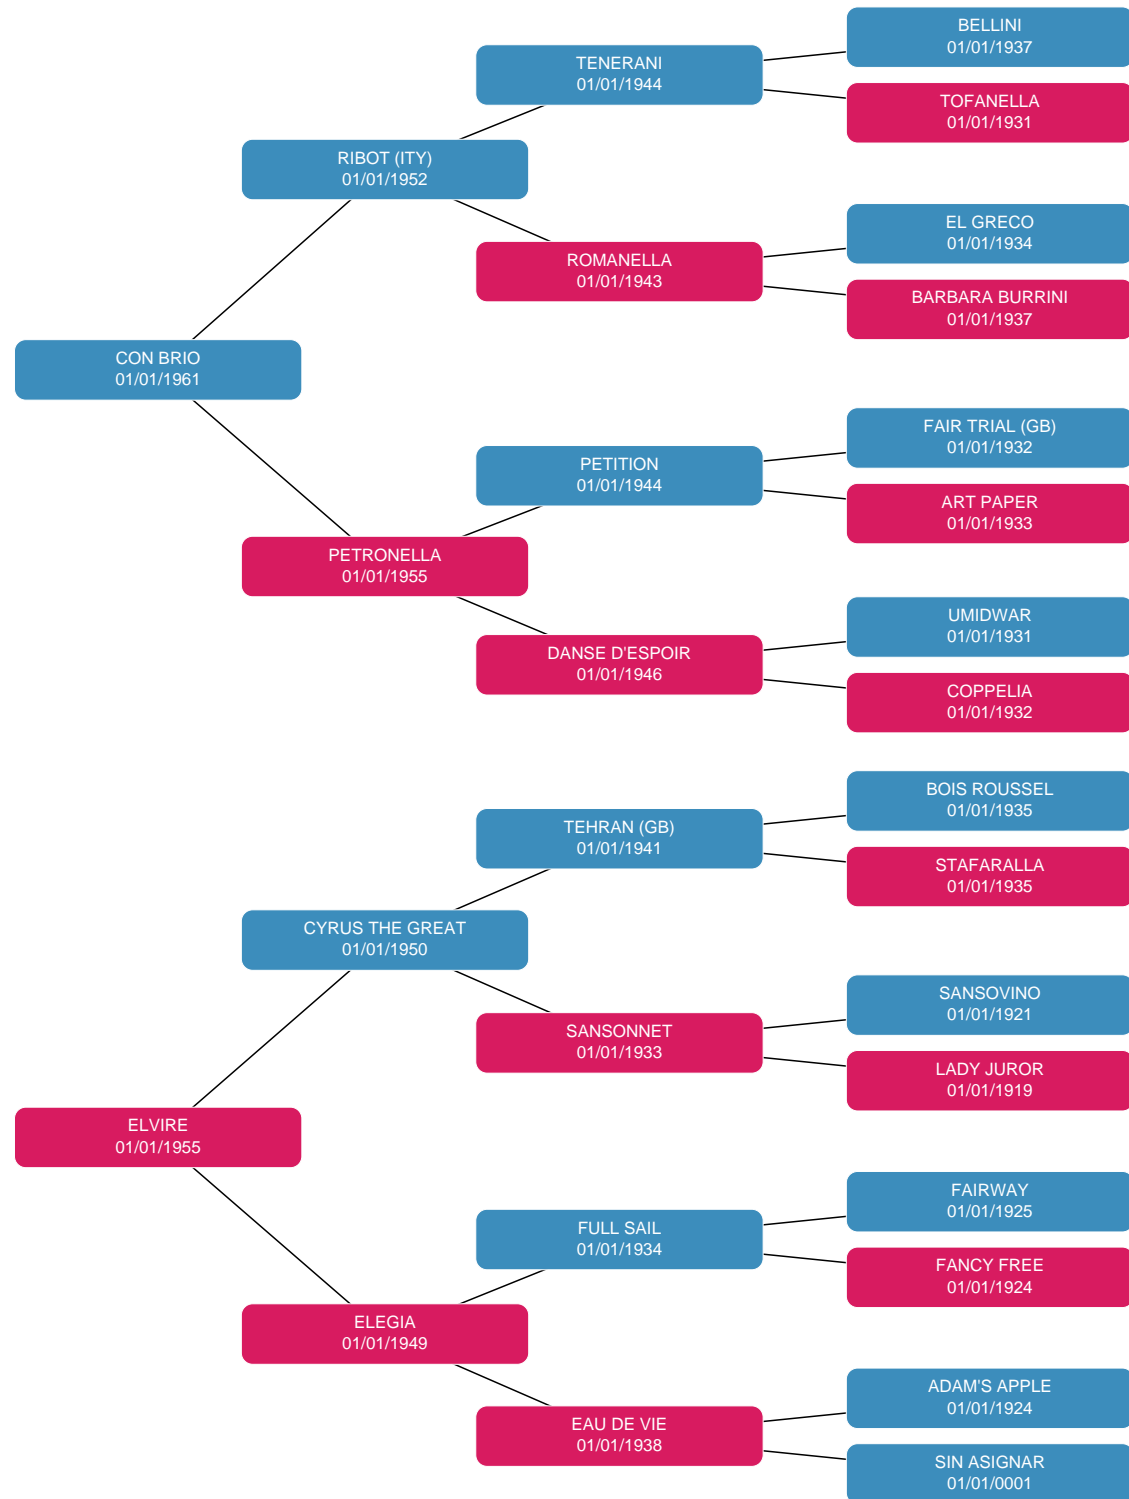 BELLINI
01/01/1937
TENERANI
01/01/1944
TOFANELLA
01/01/1931
RIBOT (ITY)
01/01/1952
EL GRECO
01/01/1934
ROMANELLA
01/01/1943
BARBARA BURRINI
01/01/1937
CON BRIO
01/01/1961
FAIR TRIAL (GB)
01/01/1932
PETITION
01/01/1944
ART PAPER
01/01/1933
PETRONELLA
01/01/1955
UMIDWAR
01/01/1931
DANSE D'ESPOIR
01/01/1946
COPPELIA
01/01/1932
BOIS ROUSSEL
01/01/1935
TEHRAN (GB)
01/01/1941
STAFARALLA
01/01/1935
CYRUS THE GREAT
01/01/1950
SANSOVINO
01/01/1921
SANSONNET
01/01/1933
LADY JUROR
01/01/1919
ELVIRE
01/01/1955
FAIRWAY
01/01/1925
FULL SAIL
01/01/1934
FANCY FREE
01/01/1924
ELEGIA
01/01/1949
ADAM'S APPLE
01/01/1924
EAU DE VIE
01/01/1938
SIN ASIGNAR
01/01/0001